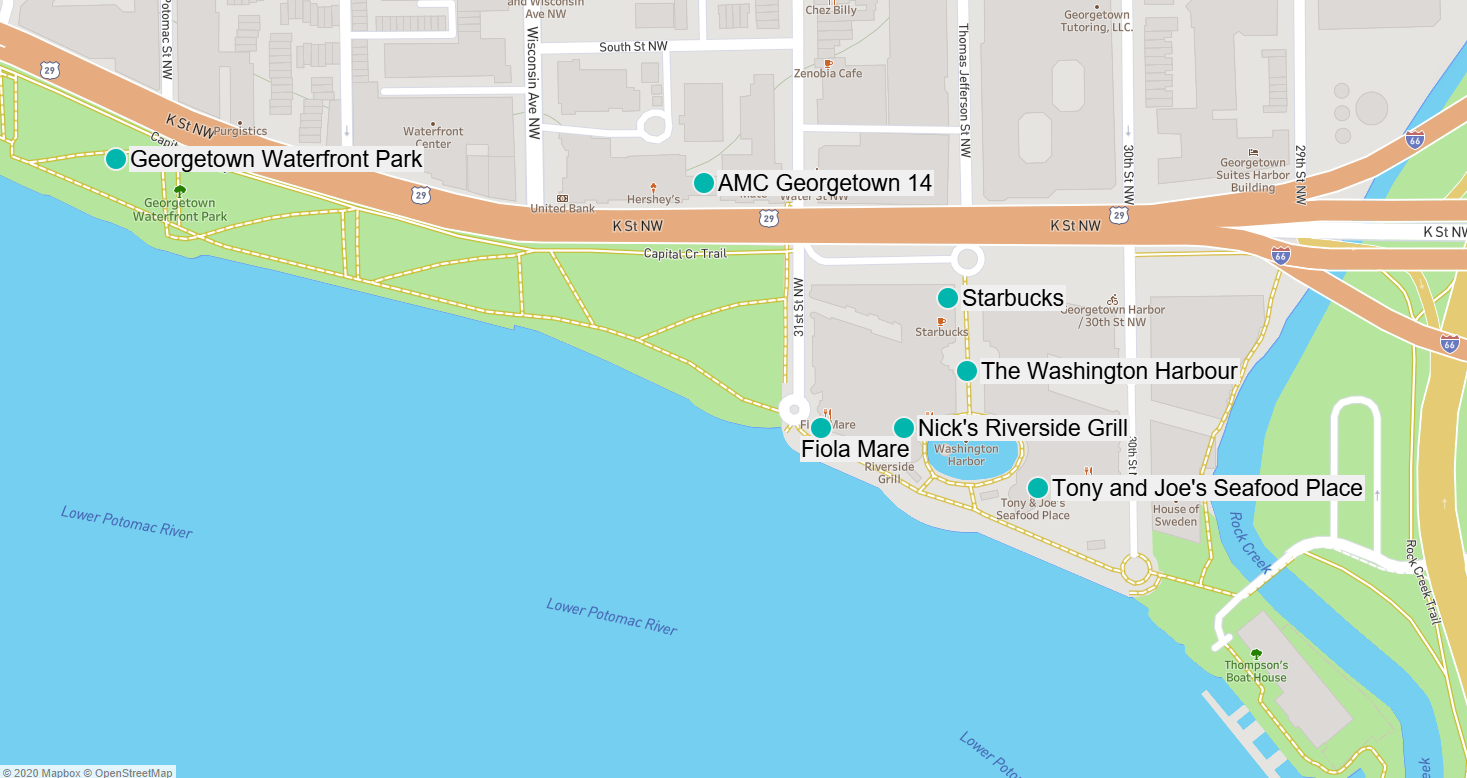 and Wisconsin
Ave NW
Potomac St NW
Wisconsin Ave NW
South St NW
Chez Billy
Zenobia Cafe
Thomas Jefferson St NW
Georgetown
Tutoring, LLC.
29
K St NW
Purgistics
Waterfront
Center
30th St NW
29th St NW
66
Georgetown
Suites Harbor
Building
Georgetown Waterfront Park
Georgetown
Waterfront Park
29
AMC Georgetown 14
Hershey's
United Bank
Water St NW
29
K St NW
K St NW
29
K St NW
66
Capital Cr Trail
31st St NW
Starbucks
Starbucks
Georgetown Harbor
/ 30th St NW
66
The Washington Harbour
Nick's Riverside Grill
Fiola Mare
Washington
Harbor
Riverside
Grill
30th St N
Tony and Joe's Seafood Place
Tony & Joe's
Seafood Place
House of
Sweden
Rock Creek
Rock Creek Trail
Lower Potomac River
Lower Potomac River
Thompson's
Boat House
Lower Poto
© 2020 Mapbox © OpenStreetMap